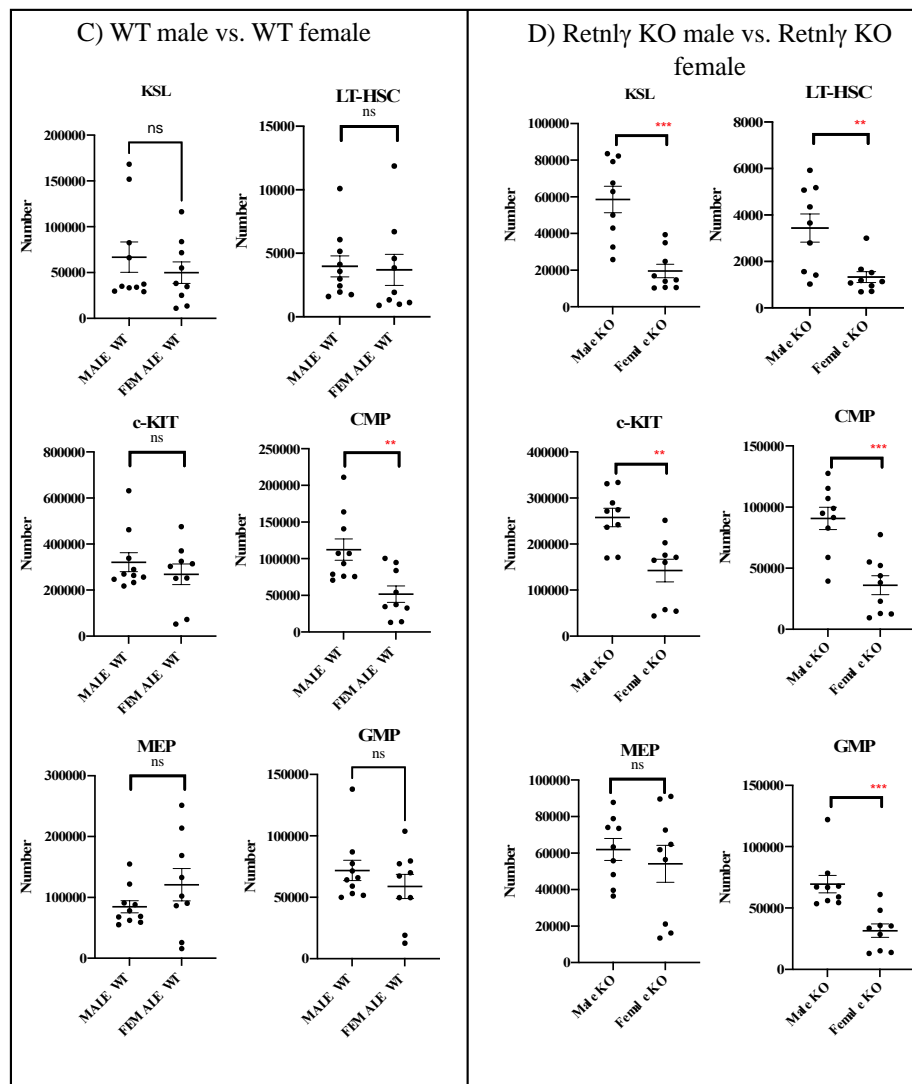 C) WT male vs. WT female
KSL
ns
200000
150000
100000
50000
0
Number
MALE WT
FEMALE WT
LT-HSC
ns
15000
10000
5000
0
Number
MALE WT
FEMALE WT
c-KIT
ns
800000
600000
400000
200000
0
Number
MALE WT
FEMALE WT
CMP
**
250000
200000
150000
100000
50000
0
Number
MALE WT
FEMALE WT
MEP
ns
300000
200000
100000
0
Number
MALE WT
FEMALE WT
GMP
ns
150000
100000
50000
0
Number
MALE WT
FEMALE WT
D) Retnlγ KO male vs. Retnlγ KO
female
KSL
***
100000
80000
60000
40000
20000
0
Number
Male KO
Female KO
LT-HSC
**
8000
6000
4000
2000
0
Number
Male KO
Female KO
c-KIT
**
400000
300000
200000
100000
0
Number
Male KO
Female KO
CMP
***
150000
100000
50000
0
Number
Male KO
Female KO
MEP
ns
100000
80000
60000
40000
20000
0
Number
Male KO
Female KO
GMP
***
150000
100000
50000
0
Number
Male KO
Female KO